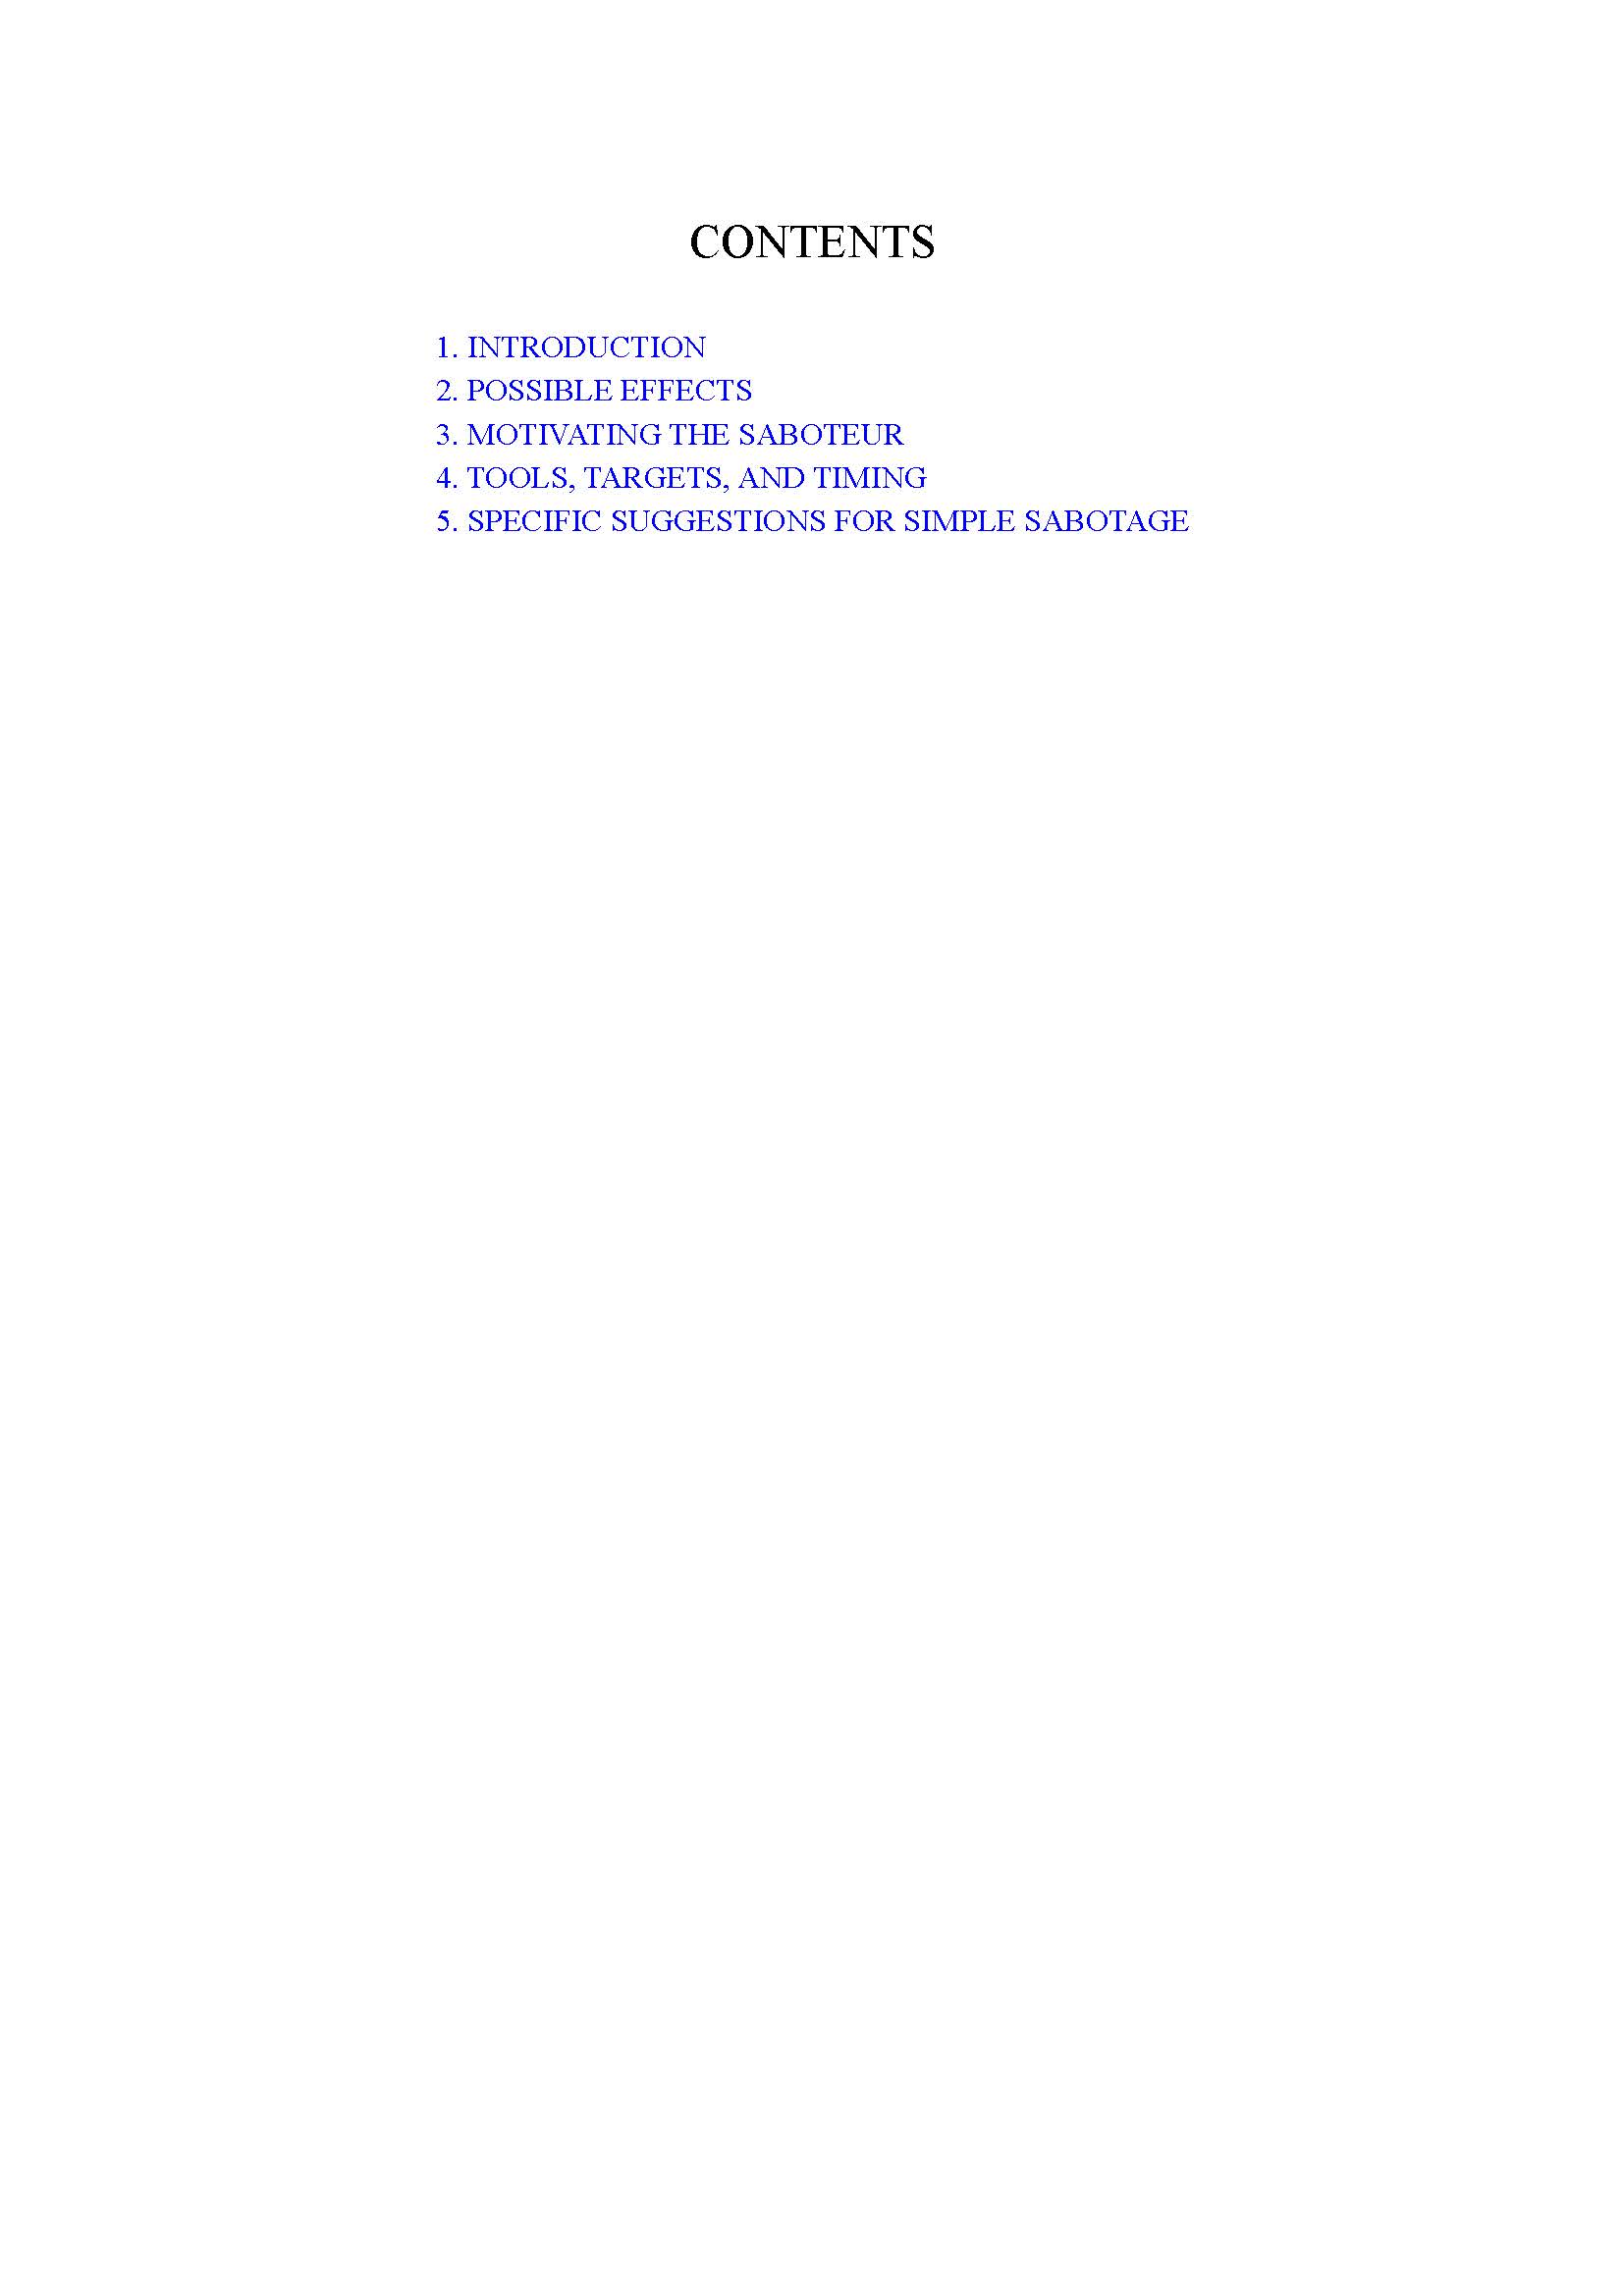 CONTENTS
1. INTRODUCTION
2. POSSIBLE EFFECTS
3. MOTIVATING THE SABOTEUR
4. TOOLS, TARGETS, AND TIMING
5. SPECIFIC SUGGESTIONS FOR SIMPLE SABOTAGE